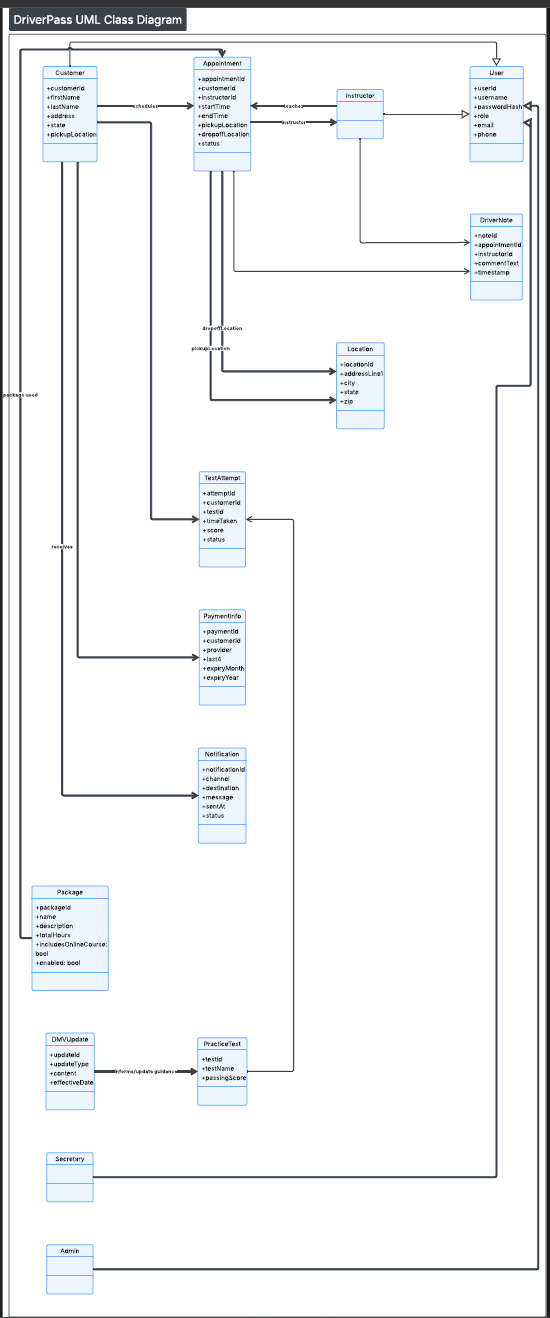 DriverPass UML Class Diagram
Customer
+customerId
+firstName
+lastName
+address
+state
+pickupLocation
Appointment
+appointmentId
+customerId
+instructorId
+startTime
+endTime
+pickupLocation
+dropoffLocation
+status
Instructor
User
+userId
+username
+passwordHash
+role
+email
+phone
schedules
teaches
instructor
DriverNote
+noteId
+appointmentId
+instructorId
+commentText
+timestamp
dropoffLocation
pickupLocation
Location
+locationId
+addressLine1
+city
+state
+zip
package used
TestAttempt
+attemptId
+customerId
+testId
+timeTaken
+score
+status
receives
PaymentInfo
+paymentId
+customerId
+provider
+last4
+expiryMonth
+expiryYear
Notification
+notificationId
+channel
+destination
+message
+sentAt
+status
Package
+packageId
+name
+description
+totalHours
+includesOnlineCourse:
bool
+enabled: bool
DMVUpdate
+updateId
+updateType
+content
+effectiveDate
informs/update guidance
PracticeTest
+testId
+testName
+passingScore
Secretary
Admin